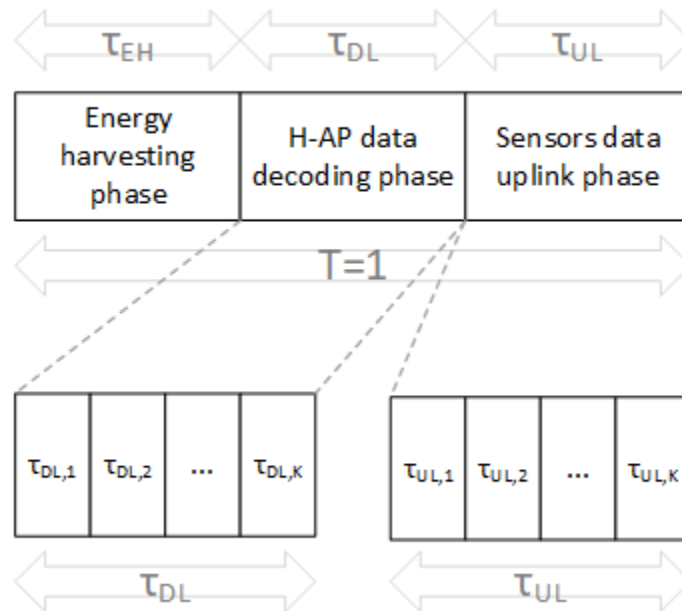 τEH τDL τUL
Energy
harvesting
phase
H-AP data
decoding phase
Sensors data
uplink phase
T=1
τDL,1 τDL,2 ... τDL,K
τUL,1 τUL,2 ... τUL,K
τDL τUL